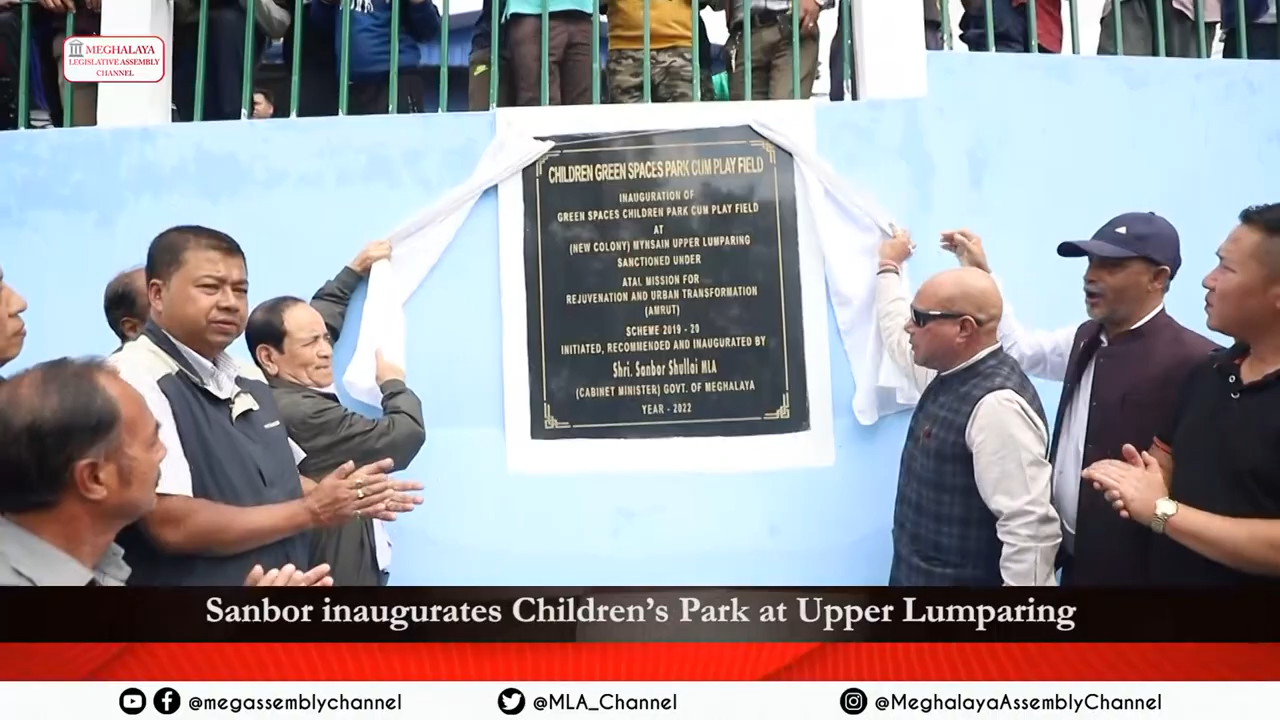 MEGHALAYA
LEGISLATIVE ASSEMBLY
CHANNEL
CHILDREN GREEN SPACES PARK CUM PLAY FIELD
INAUGURATION OF
GREEN SPACES CHILDREN PARK CUM PLAY FIELD
AT
(NEW COLONY) MYNSAIN UPPER LUMPARING
SANCTIONED UNDER
ATAL MISSION FOR
REJUVENATION AND URBAN TRANSFORMATION
(AMRUT)
SCHEME 2019 - 20
INITIATED, RECOMMENDED AND INAUGURATED BY
Shri. Sanbor Shullai MLA
(CABINET MINISTER) GOVT. OF MEGHALAYA
YEAR - 2022
Sanbor inaugurates Children's Park at Upper Lumparing
@megassemblychannel
@MLA_Channel
@MeghalayaAssemblyChannel